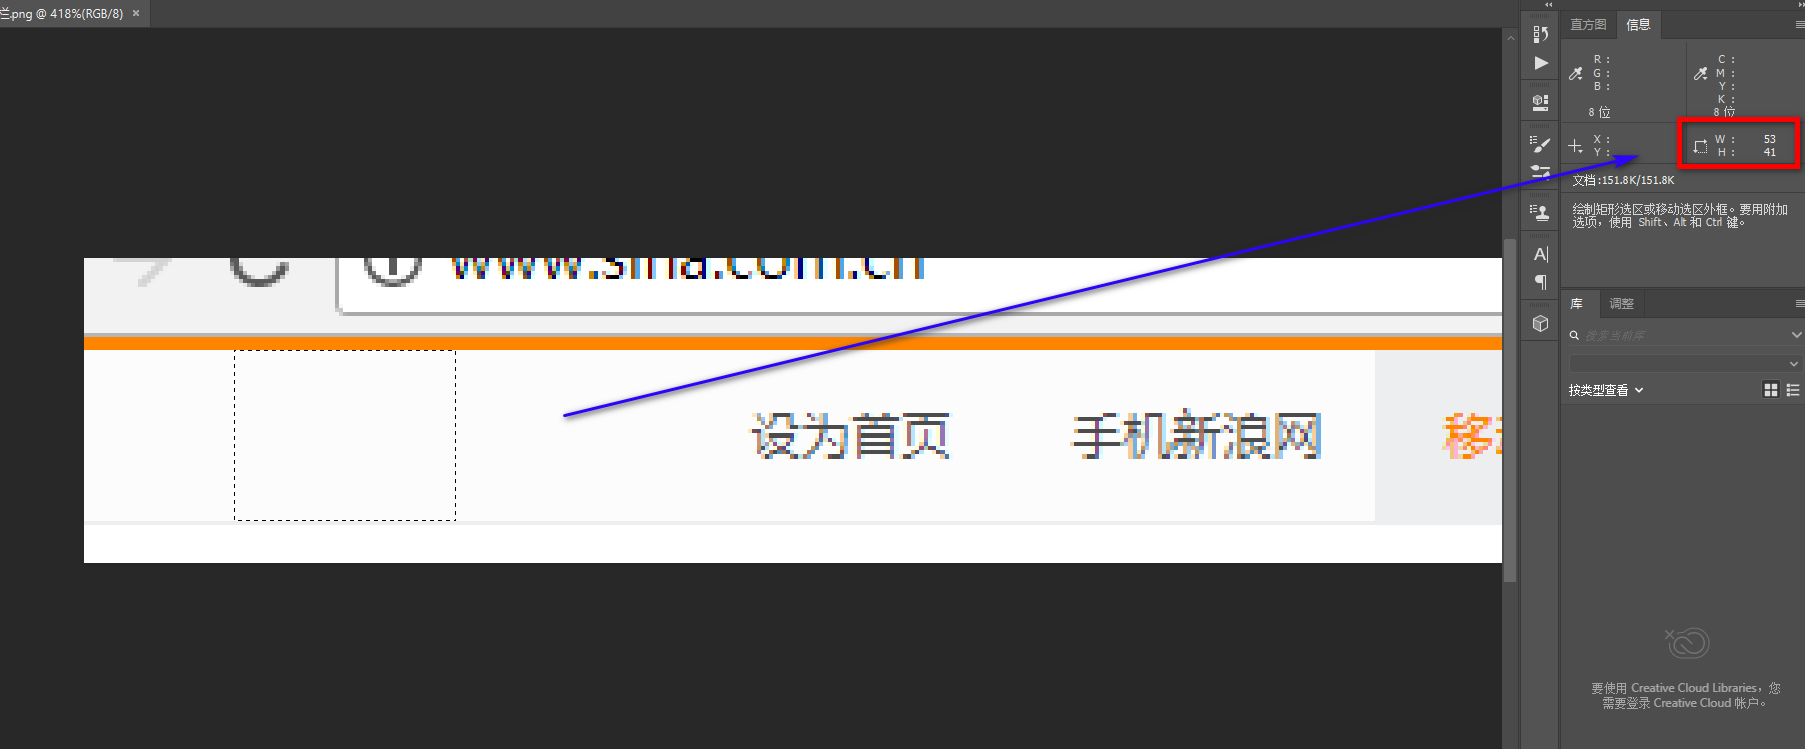 栏.png @ 418%(RGB/8) ×
直方图 信息
R :
G :
B :
8 位
C :
M :
Y :
K :
8 位
X :
Y :
W : 53
H : 41
文档:151.8K/151.8K
绘制矩形选区或移动选区外框。要用附加
选项，使用 Shift、Alt 和 Ctrl 键。
www.sina.com.cn
设为首页 手机新浪网 移
A
库 调整
搜索当前库
按类型查看
要使用 Creative Cloud Libraries，您
需要登录 Creative Cloud 帐户。